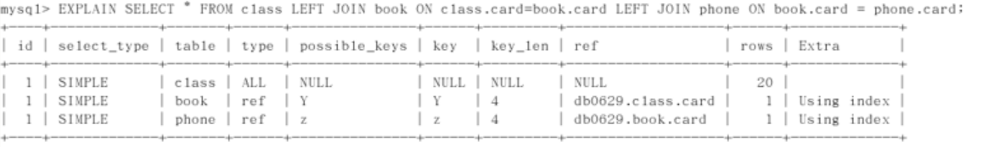 mysql> EXPLAIN SELECT * FROM class LEFT JOIN book ON class.card=book.card LEFT JOIN phone ON book.card = phone.card;
+----+-------------+-------+------+---------------+------+---------+-------------------+------+-------------+
| id | select_type | table | type | possible_keys | key | key_len | ref | rows | Extra |
+----+-------------+-------+------+---------------+------+---------+-------------------+------+-------------+
| 1 | SIMPLE | class | ALL | NULL | NULL | NULL | NULL | 20 | |
| 1 | SIMPLE | book | ref | Y | Y | 4 | db0629.class.card | 1 | Using index |
| 1 | SIMPLE | phone | ref | z | z | 4 | db0629.book.card | 1 | Using index |
+----+-------------+-------+------+---------------+------+---------+-------------------+------+-------------+